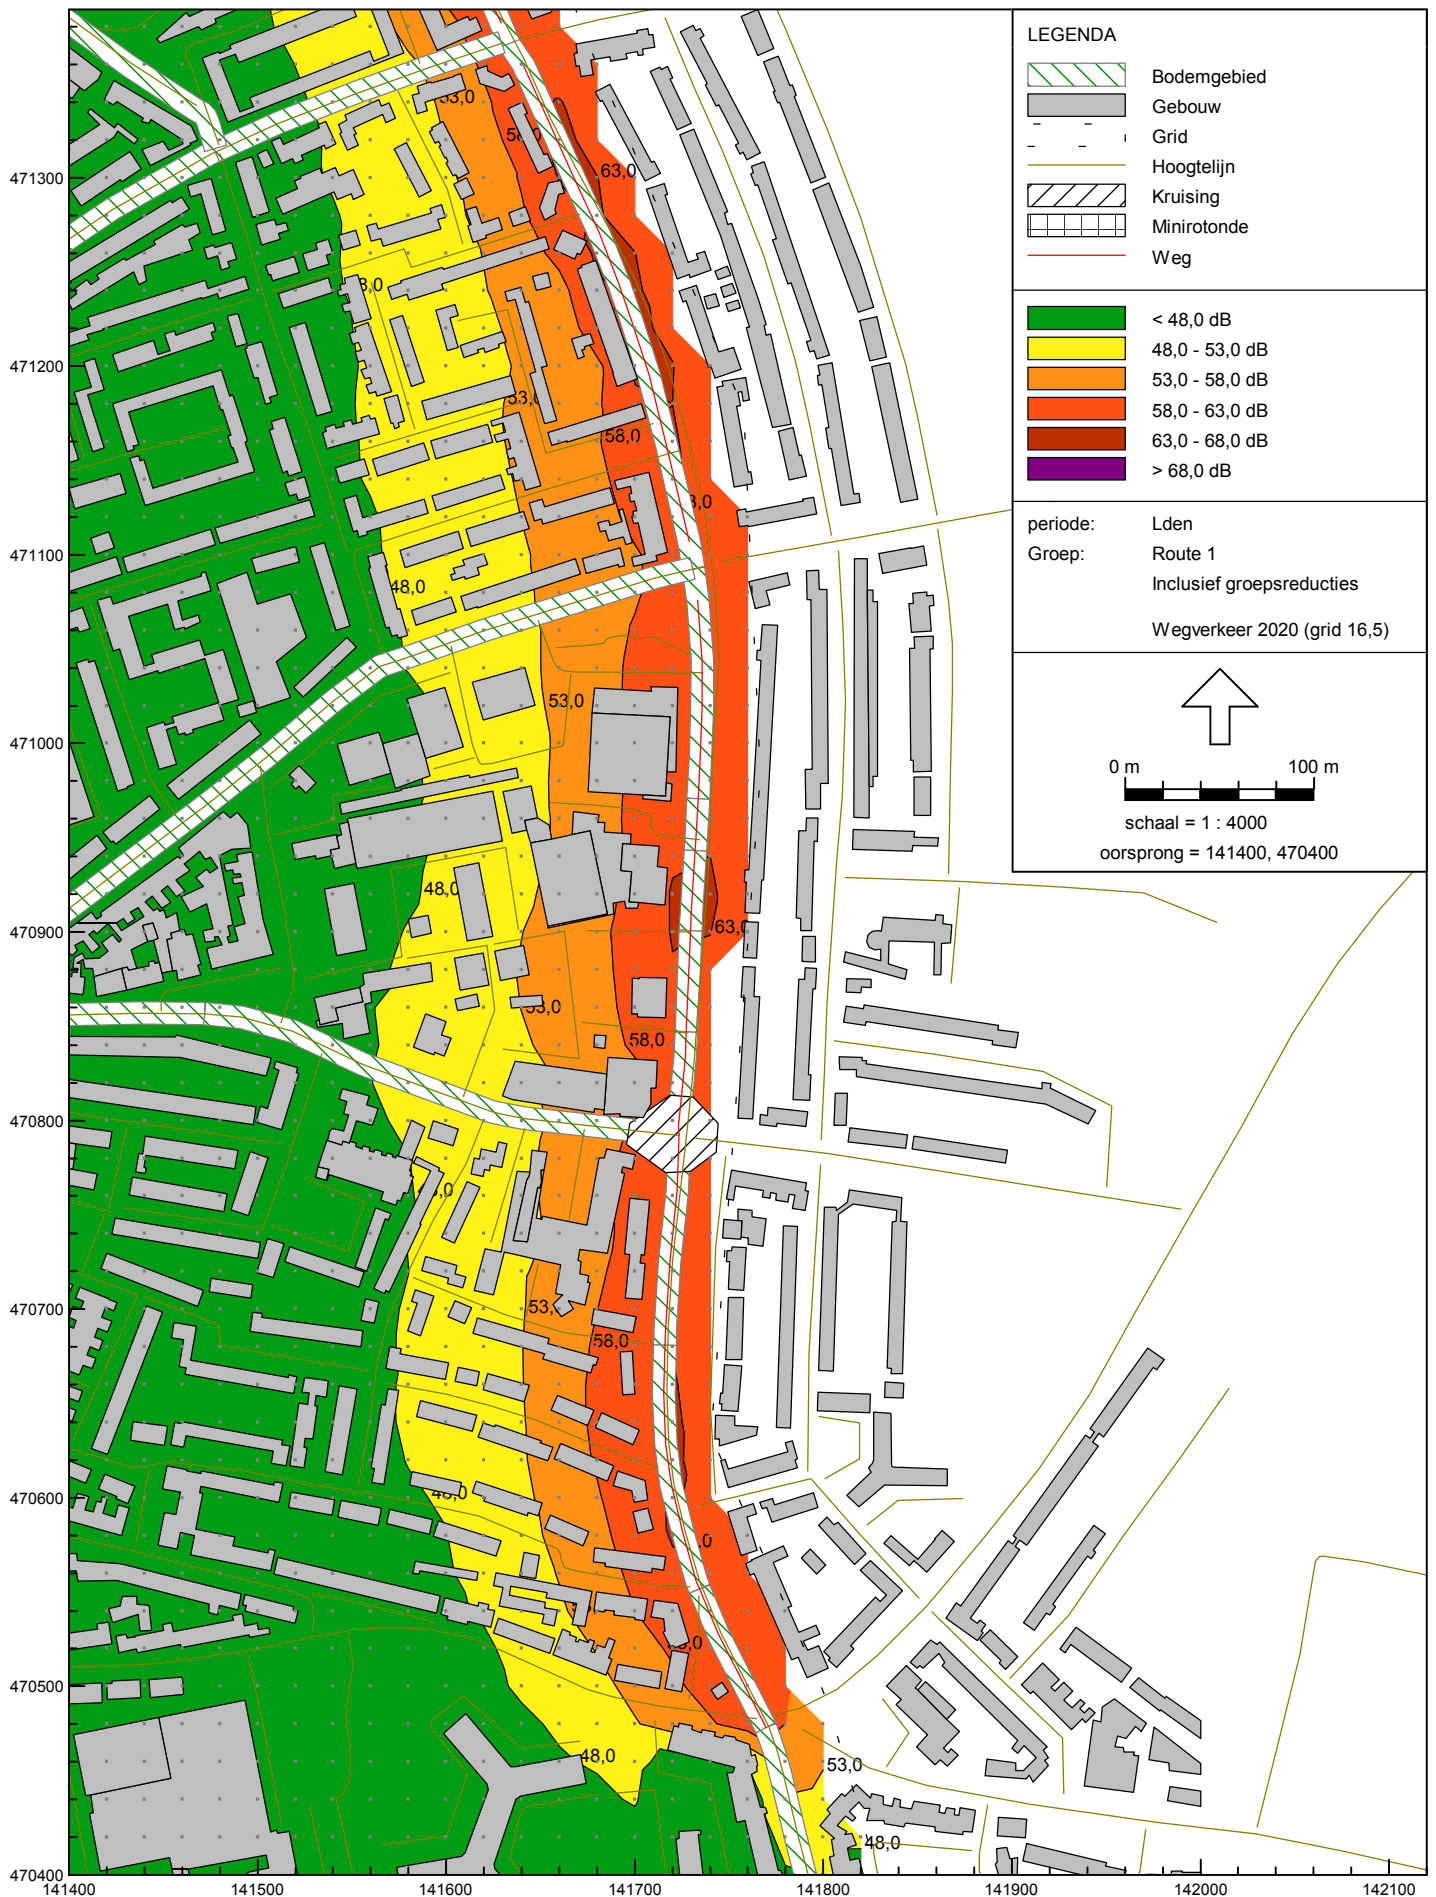 LEGENDA
Bodemgebied
Gebouw
Grid
Hoogtelijn
Kruising
Minirotonde
Weg
< 48,0 dB
48,0 - 53,0 dB
53,0 - 58,0 dB
58,0 - 63,0 dB
63,0 - 68,0 dB
> 68,0 dB
periode: Lden
Groep: Route 1
Inclusief groepsreducties
Wegverkeer 2020 (grid 16,5)
0 m 100 m
schaal = 1 : 4000
oorsprong = 141400, 470400
63,0
58,0
48,0
53,0
48,0
63,0
58,0
53,0
58,0
48,0
53,0
48,0
53,0
471300
471200
471100
471000
470900
470800
470700
470600
470500
470400
141400 141500 141600 141700 141800 141900 142000 142100